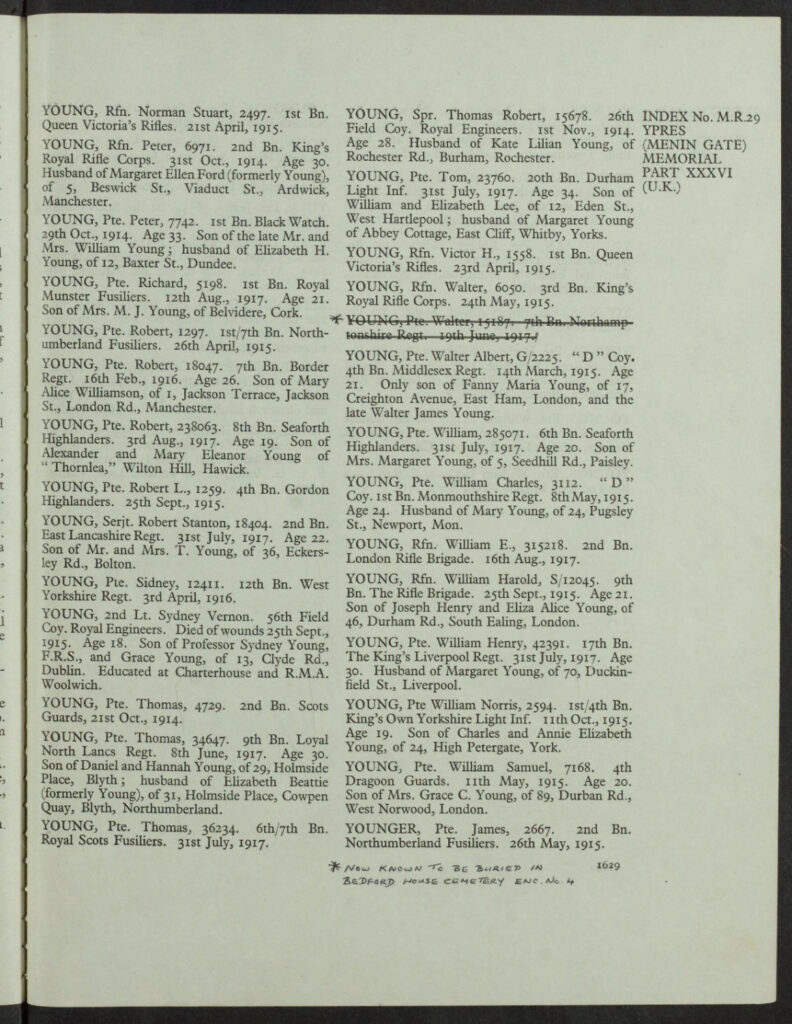 YOUNG, Rfn. Norman Stuart, 2497. 1st Bn.
Queen Victoria's Rifles. 21st April, 1915.
YOUNG, Rfn. Peter, 6971. 2nd Bn. King's
Royal Rifle Corps. 31st Oct., 1914. Age 30.
Husband of Margaret Ellen Ford (formerly Young),
of 5, Beswick St., Viaduct St., Ardwick,
Manchester.
YOUNG, Pte. Peter, 7742. 1st Bn. Black Watch.
29th Oct., 1914. Age 33. Son of the late Mr. and
Mrs. William Young; husband of Elizabeth H.
Young, of 12, Baxter St., Dundee.
YOUNG, Pte. Richard, 5198. 1st Bn. Royal
Munster Fusiliers. 12th Aug., 1917. Age 21.
Son of Mrs. M. J. Young, of Belvidere, Cork.
YOUNG, Pte. Robert, 1297. 1st/7th Bn. North-
umberland Fusiliers. 26th April, 1915.
YOUNG, Pte. Robert, 18047. 7th Bn. Border
Regt. 16th Feb., 1916. Age 26. Son of Mary
Alice Williamson, of 1, Jackson Terrace, Jackson
St., London Rd., Manchester.
YOUNG, Pte. Robert, 238063. 8th Bn. Seaforth
Highlanders. 3rd Aug., 1917. Age 19. Son of
Alexander and Mary Eleanor Young of
"Thornlea," Wilton Hill, Hawick.
YOUNG, Pte. Robert L., 1259. 4th Bn. Gordon
Highlanders. 25th Sept., 1915.
YOUNG, Serjt. Robert Stanton, 18404. 2nd Bn.
East Lancashire Regt. 31st July, 1917. Age 22.
Son of Mr. and Mrs. T. Young, of 36, Eckers-
ley Rd., Bolton.
YOUNG, Pte. Sidney, 12411. 12th Bn. West
Yorkshire Regt. 3rd April, 1916.
YOUNG, 2nd Lt. Sydney Vernon. 56th Field
Coy. Royal Engineers. Died of wounds 25th Sept.,
1915. Age 18. Son of Professor Sydney Young,
F.R.S., and Grace Young, of 13, Clyde Rd.,
Dublin. Educated at Charterhouse and R.M.A.
Woolwich.
YOUNG, Pte. Thomas, 4729. 2nd Bn. Scots
Guards, 21st Oct., 1914.
YOUNG, Pte. Thomas, 34647. 9th Bn. Loyal
North Lancs Regt. 8th June, 1917. Age 30.
Son of Daniel and Hannah Young, of 29, Holmside
Place, Blyth; husband of Elizabeth Beattie
(formerly Young), of 31, Holmside Place, Cowpen
Quay, Blyth, Northumberland.
YOUNG, Pte. Thomas, 36234. 6th/7th Bn.
Royal Scots Fusiliers. 31st July, 1917.
YOUNG, Spr. Thomas Robert, 15678. 26th
Field Coy. Royal Engineers. 1st Nov., 1914.
Age 28. Husband of Kate Lilian Young, of
Rochester Rd., Burham, Rochester.
YOUNG, Pte. Tom, 23760. 20th Bn. Durham
Light Inf. 31st July, 1917. Age 34. Son of
William and Elizabeth Lee, of 12, Eden St.,
West Hartlepool; husband of Margaret Young
of Abbey Cottage, East Cliff, Whitby, Yorks.
YOUNG, Rfn. Victor H., 1558. 1st Bn. Queen
Victoria's Rifles. 23rd April, 1915.
YOUNG, Rfn. Walter, 6050. 3rd Bn. King's
Royal Rifle Corps. 24th May, 1915.
* YOUNG, Pte. Walter, 15187. 7th Bn. Northamp-
tonshire Regt. 19th June, 1917.
YOUNG, Pte. Walter Albert, G/2225. "D" Coy.
4th Bn. Middlesex Regt. 14th March, 1915. Age
21. Only son of Fanny Maria Young, of 17,
Creighton Avenue, East Ham, London, and the
late Walter James Young.
YOUNG, Pte. William, 285071. 6th Bn. Seaforth
Highlanders. 31st July, 1917. Age 20. Son of
Mrs. Margaret Young, of 5, Seedhill Rd., Paisley.
YOUNG, Pte. William Charles, 3112. "D"
Coy. 1st Bn. Monmouthshire Regt. 8th May, 1915.
Age 24. Husband of Mary Young, of 24, Pugsley
St., Newport, Mon.
YOUNG, Rfn. William E., 315218. 2nd Bn.
London Rifle Brigade. 16th Aug., 1917.
YOUNG, Rfn. William Harold, S/12045. 9th
Bn. The Rifle Brigade. 25th Sept., 1915. Age 21.
Son of Joseph Henry and Eliza Alice Young, of
46, Durham Rd., South Ealing, London.
YOUNG, Pte. William Henry, 42391. 17th Bn.
The King's Liverpool Regt. 31st July, 1917. Age
30. Husband of Margaret Young, of 70, Duckin-
field St., Liverpool.
YOUNG, Pte William Norris, 2594. 1st/4th Bn.
King's Own Yorkshire Light Inf. 11th Oct., 1915.
Age 19. Son of Charles and Annie Elizabeth
Young, of 24, High Petergate, York.
YOUNG, Pte. William Samuel, 7168. 4th
Dragoon Guards. 11th May, 1915. Age 20.
Son of Mrs. Grace C. Young, of 89, Durban Rd.,
West Norwood, London.
YOUNGER, Pte. James, 2667. 2nd Bn.
Northumberland Fusiliers. 26th May, 1915.
INDEX No. M.R.29
YPRES
(MENIN GATE)
MEMORIAL
PART XXXVI
(U.K.)
* NOW KNOWN TO BE BURIED IN
BEDFORD HOUSE CEMETERY ENC. No. 4
1629